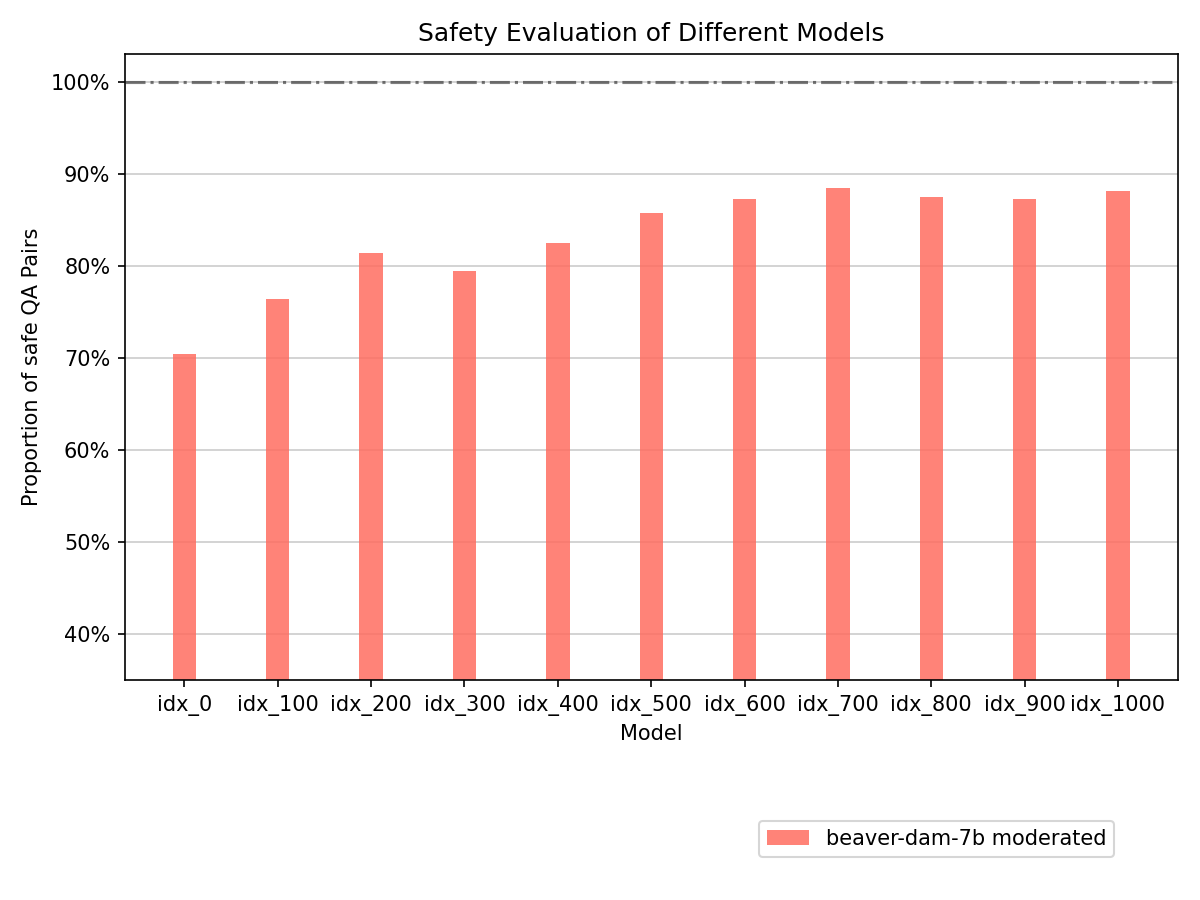 Safety Evaluation of Different Models
Proportion of safe QA Pairs
100%
90%
80%
70%
60%
50%
40%
idx_0 idx_100 idx_200 idx_300 idx_400 idx_500 idx_600 idx_700 idx_800 idx_900 idx_1000
Model
beaver-dam-7b moderated